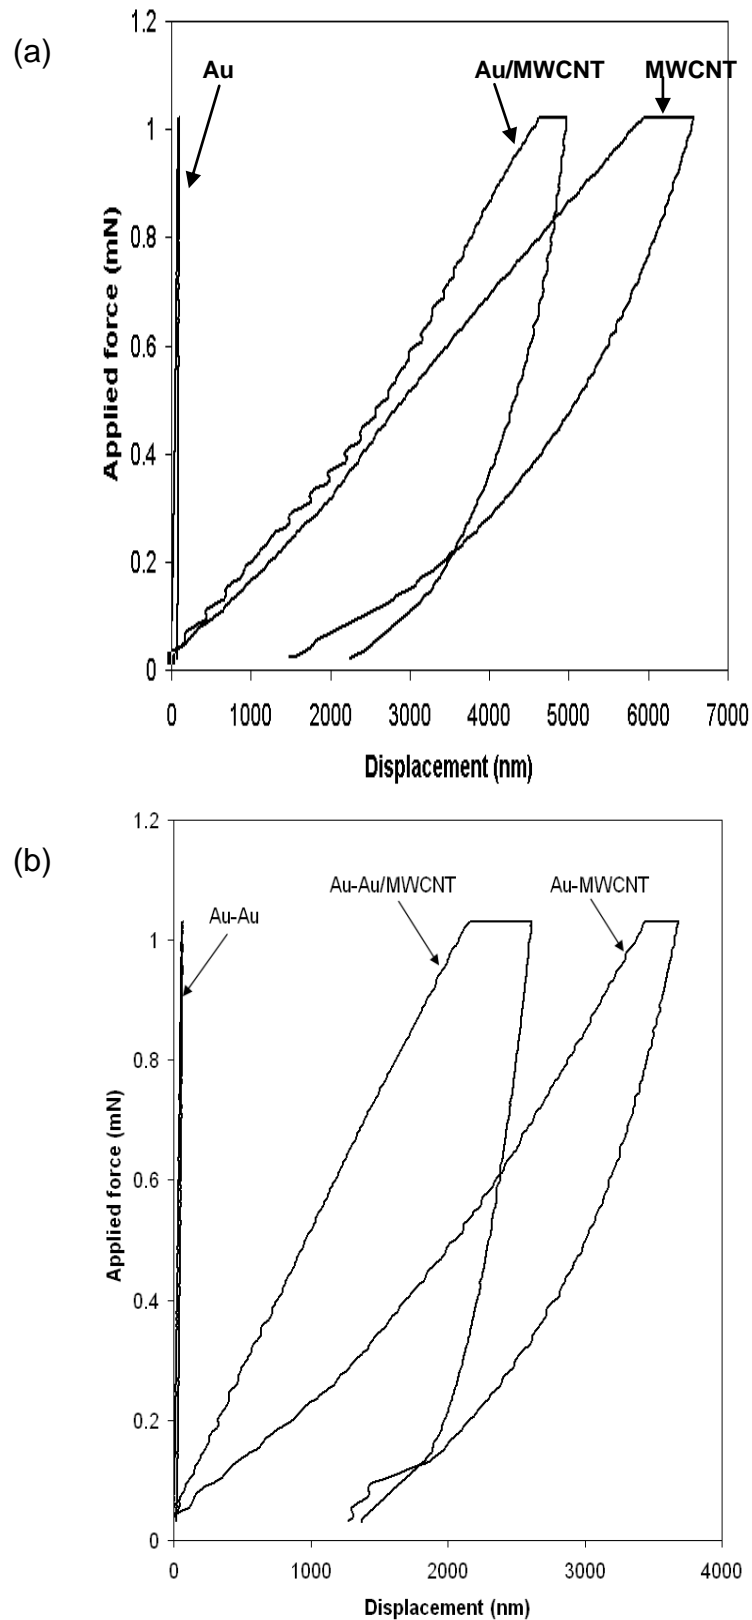 (a)
1.2
Au
Au/MWCNT
MWCNT
1
0.8
0.6
0.4
0.2
0
Applied force (mN)
0 1000 2000 3000 4000 5000 6000 7000
Displacement (nm)
(b)
1.2
Au-Au
Au-Au/MWCNT
Au-MWCNT
1
0.8
0.6
0.4
0.2
0
Applied force (mN)
0 1000 2000 3000 4000
Displacement (nm)